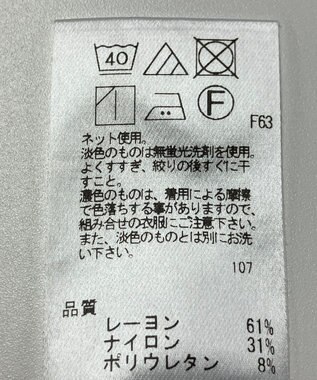 40
F
F63
ネット使用。
淡色のものは無蛍光洗剤を使用。
よくすすぎ、絞りの後すぐに干
すこと。
濃色のものは、着用による摩擦
で色落ちする事がありますので、
組み合せの衣服にご注意下さい。
また、淡色のものとは別にお洗
い下さい。
107
品質
レーヨン 61%
ナイロン 31%
ポリウレタン 8%